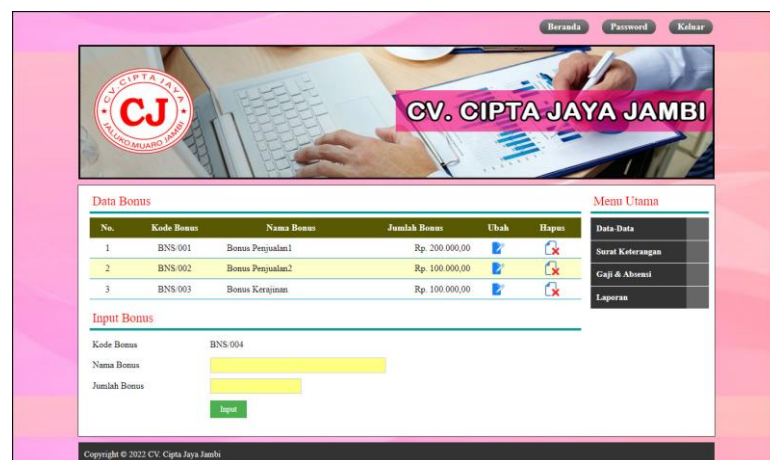 Beranda Password Keluar
CV. CIPTA JAYA
CJ
JALUKO MUARO JAMBI
CV. CIPTA JAYA JAMBI
Data Bonus
No. Kode Bonus Nama Bonus Jumlah Bonus Ubah Hapus
1 BNS/001 Bonus Penjualan1 Rp. 200.000,00
2 BNS/002 Bonus Penjualan2 Rp. 100.000,00
3 BNS/003 Bonus Kerajinan Rp. 100.000,00
Menu Utama
Data-Data
Surat Keterangan
Gaji & Absensi
Laporan
Input Bonus
Kode Bonus BNS/004
Nama Bonus
Jumlah Bonus
Input
Copyright © 2022 CV. Cipta Jaya Jambi